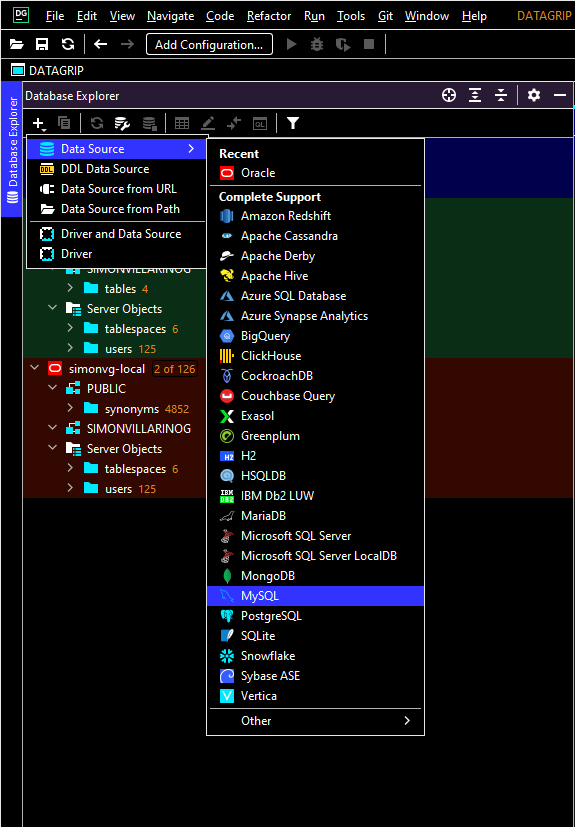 DG File Edit View Navigate Code Refactor Run Tools Git Window Help DATAGRIP
Add Configuration...
DATAGRIP
Database Explorer
Database Explorer
QL
Data Source
DDL DDL Data Source
Data Source from URL
Data Source from Path
Driver and Data Source
Driver
SIMONVILLARINOG
tables 4
Server Objects
tablespaces 6
users 125
simonvg-local 2 of 126
PUBLIC
synonyms 4852
SIMONVILLARINOG
Server Objects
tablespaces 6
users 125
Recent
Oracle
Complete Support
Amazon Redshift
Apache Cassandra
Apache Derby
Apache Hive
Azure SQL Database
Azure Synapse Analytics
BigQuery
ClickHouse
CockroachDB
Couchbase Query
Exasol
Greenplum
H2 H2
HSQLDB
IBM DB2 IBM Db2 LUW
MariaDB
Microsoft SQL Server
Microsoft SQL Server LocalDB
MongoDB
MySQL
PostgreSQL
SQLite
Snowflake
Sybase ASE
Vertica
Other